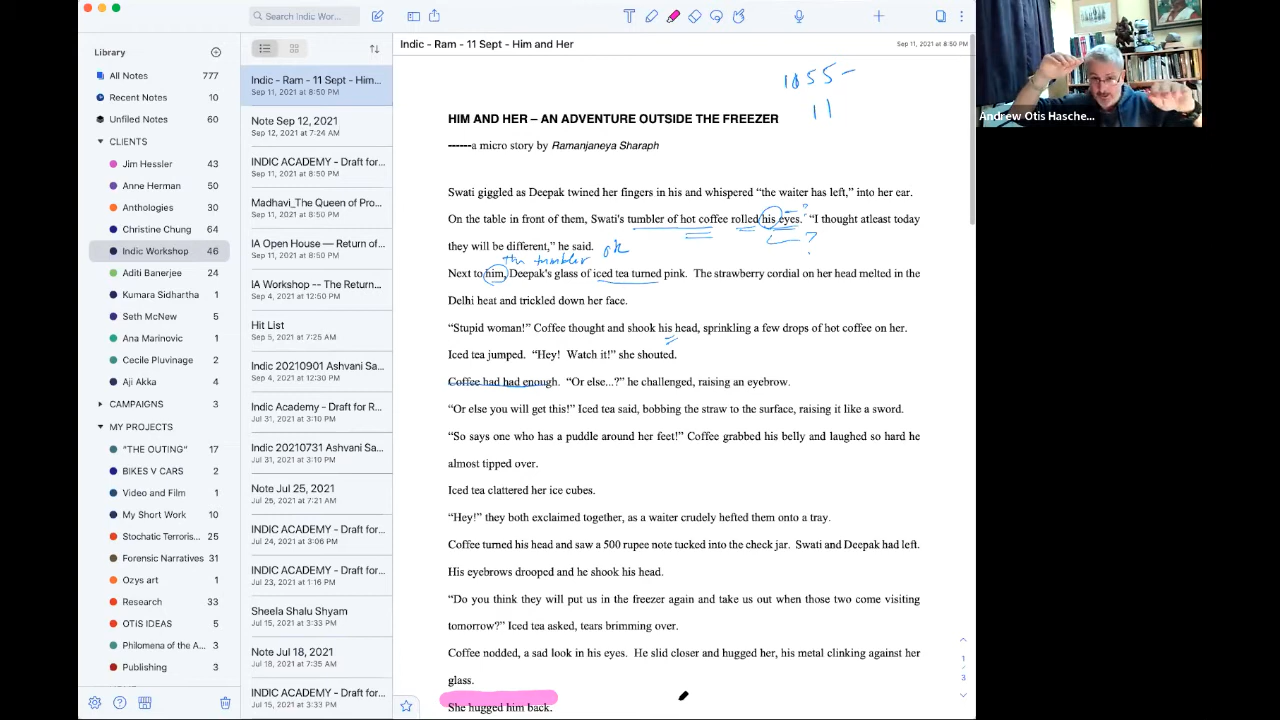 Search Indic Wor...
Library
All Notes 777
Recent Notes 10
Unfiled Notes 60
CLIENTS
Jim Hessler 43
Anne Herman 50
Anthologies 30
Christine Chung 64
Indic Workshop 46
Aditi Banerjee 24
Kumara Sidhartha 1
Seth McNew 5
Ana Marinovic 1
Cecile Pluvinage 2
Aji Akka 4
CAMPAIGNS 3
MY PROJECTS
"THE OUTING" 17
BIKES V CARS 2
Video and Film 1
My Short Work 10
Stochatic Terroris... 25
Forensic Narratives 31
Ozys art 1
Research 33
OTiS IDEAS 5
Philomena of the A... 3
Publishing 3
Indic - Ram - 11 Sept - Him...
Sep 11, 2021 at 8:50 PM
Note Sep 12, 2021
Sep 12, 2021 at 7:24 AM
INDIC ACADEMY - Draft for...
Sep 11, 2021 at 8:50 PM
Madhavi_The Queen of Pro...
Sep 11, 2021 at 8:50 PM
IA Open House — Return of...
Sep 11, 2021 at 8:50 PM
IA Workshop -- The Return...
Sep 4, 2021 at 12:50 PM
Hit List
Sep 5, 2021 at 7:25 AM
Indic Academy 20210901 Ashvani Sa...
Sep 4, 2021 at 12:30 PM
Indic Academy - Draft for R...
Jul 31, 2021 at 3:10 PM
Indic 20210731 Ashvani Sa...
Jul 31, 2021 at 3:10 PM
Note Jul 25, 2021
Jul 25, 2021 at 7:21 AM
INDIC ACADEMY - Draft for...
Jul 24, 2021 at 3:06 PM
INDIC ACADEMY - Draft for...
Jul 23, 2021 at 1:16 PM
Sheela Shalu Shyam
Jul 15, 2021 at 3:33 PM
Note Jul 18, 2021
Jul 18, 2021 at 7:35 AM
INDIC ACADEMY - Draft for...
Jul 15, 2021 at 3:33 PM
Indic - Ram - 11 Sept - Him and Her
Sep 11, 2021 at 8:50 PM
1055 -
11
HIM AND HER – AN ADVENTURE OUTSIDE THE FREEZER
------a micro story by Ramanjaneya Sharaph
Swati giggled as Deepak twined her fingers in his and whispered “the waiter has left,” into her ear.
On the table in front of them, Swati's tumbler of hot coffee rolled his eyes. “I thought atleast today
?
they will be different,” he said. ok
the tumbler
Next to him, Deepak's glass of iced tea turned pink. The strawberry cordial on her head melted in the
Delhi heat and trickled down her face.
“Stupid woman!” Coffee thought and shook his head, sprinkling a few drops of hot coffee on her.
Iced tea jumped. “Hey! Watch it!” she shouted.
Coffee had had enough. “Or else...?” he challenged, raising an eyebrow.
“Or else you will get this!” Iced tea said, bobbing the straw to the surface, raising it like a sword.
“So says one who has a puddle around her feet!” Coffee grabbed his belly and laughed so hard he
almost tipped over.
Iced tea clattered her ice cubes.
“Hey!” they both exclaimed together, as a waiter crudely hefted them onto a tray.
Coffee turned his head and saw a 500 rupee note tucked into the check jar. Swati and Deepak had left.
His eyebrows drooped and he shook his head.
“Do you think they will put us in the freezer again and take us out when those two come visiting
tomorrow?” Iced tea asked, tears brimming over.
Coffee nodded, a sad look in his eyes. He slid closer and hugged her, his metal clinking against her
glass.
She hugged him back.
1
/
3
Andrew Otis Hasche...